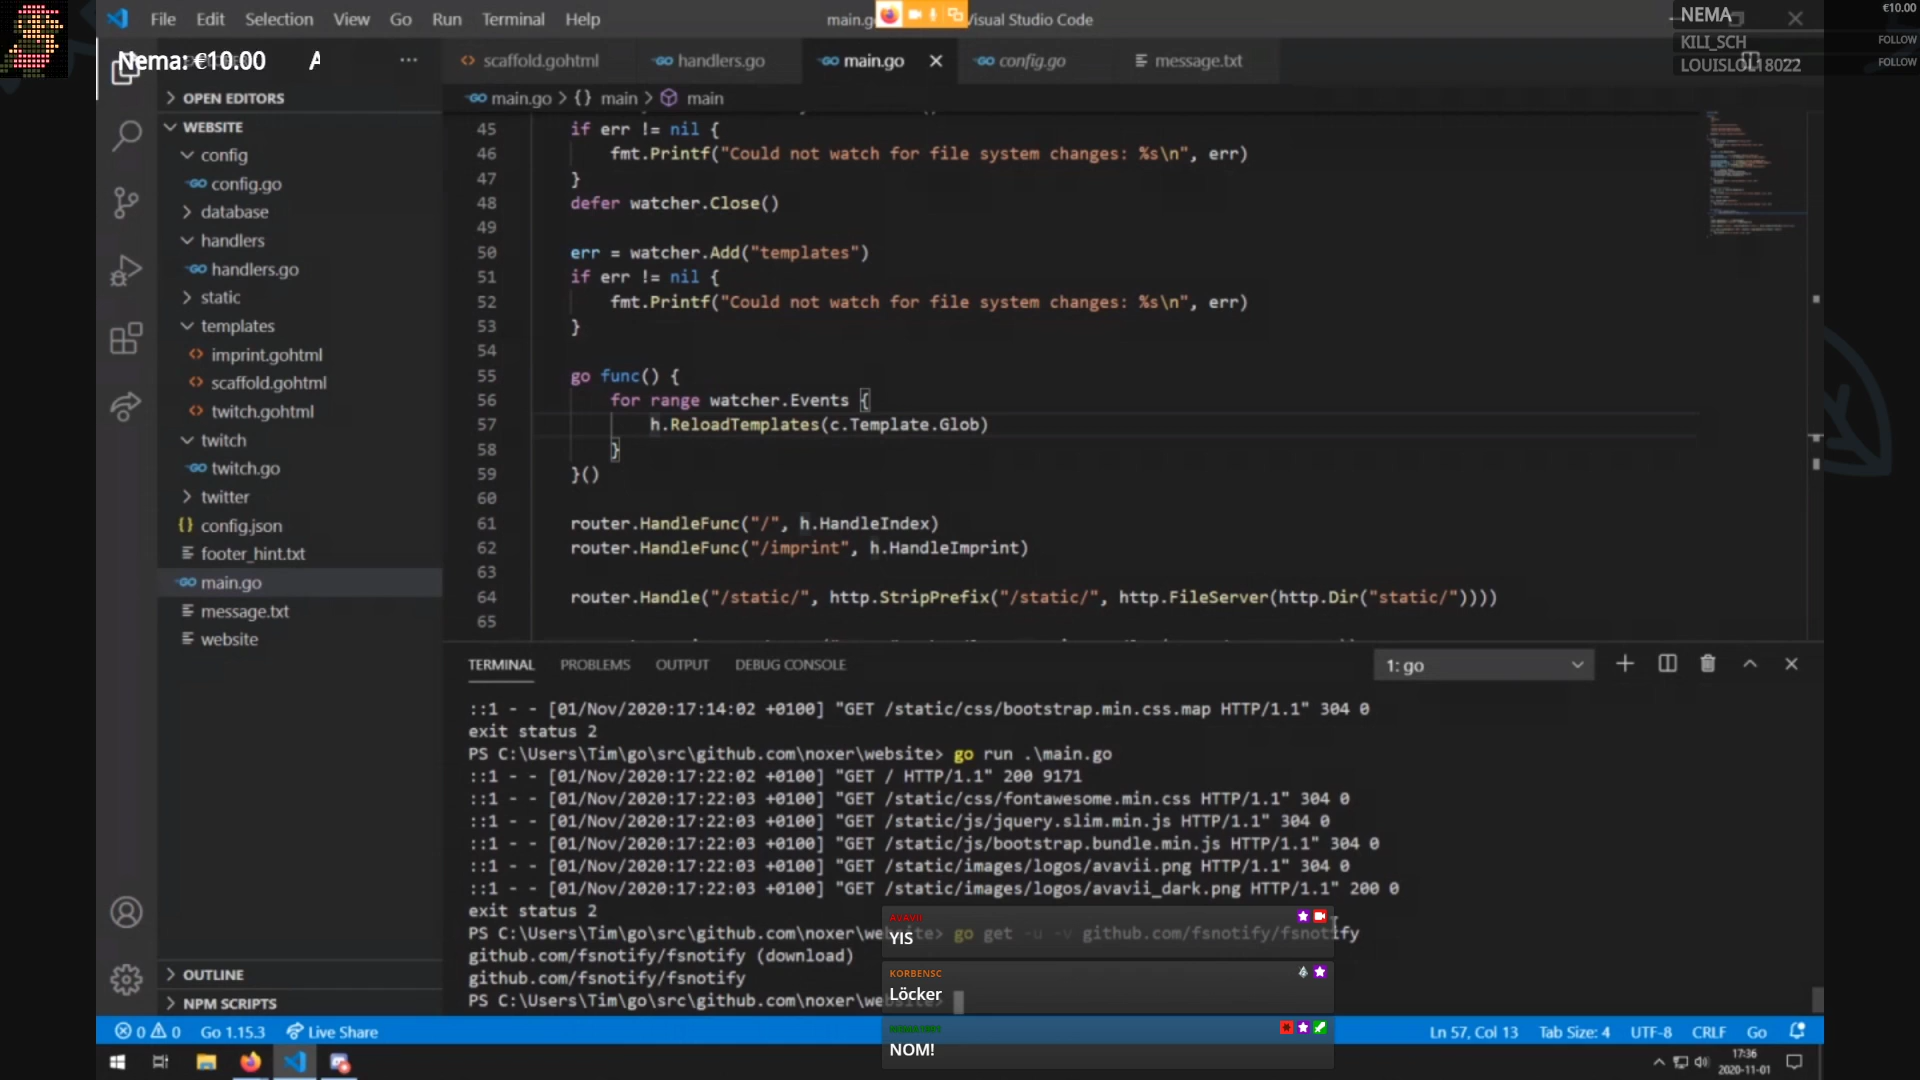 File Edit Selection View Go Run Terminal Help
main.g
Visual Studio Code
NEMA €10.00
KILI_SCH FOLLOW
LOUISLOL18022 FOLLOW
Nema: €10.00
scaffold.gohtml handlers.go main.go config.go message.txt
main.go > {} main > main
OPEN EDITORS
WEBSITE
config
config.go
database
handlers
handlers.go
static
templates
imprint.gohtml
scaffold.gohtml
twitch.gohtml
twitch
twitch.go
twitter
config.json
footer_hint.txt
main.go
message.txt
website
OUTLINE
NPM SCRIPTS
45 if err != nil {
46 fmt.Printf("Could not watch for file system changes: %s\n", err)
47 }
48 defer watcher.Close()
49
50 err = watcher.Add("templates")
51 if err != nil {
52 fmt.Printf("Could not watch for file system changes: %s\n", err)
53 }
54
55 go func() {
56 for range watcher.Events {
57 h.ReloadTemplates(c.Template.Glob)
58 }
59 }()
60
61 router.HandleFunc("/", h.HandleIndex)
62 router.HandleFunc("/imprint", h.HandleImprint)
63
64 router.Handle("/static/", http.StripPrefix("/static/", http.FileServer(http.Dir("static/"))))
65
TERMINAL PROBLEMS OUTPUT DEBUG CONSOLE
1: go
::1 - - [01/Nov/2020:17:14:02 +0100] "GET /static/css/bootstrap.min.css.map HTTP/1.1" 304 0
exit status 2
PS C:\Users\Tim\go\src\github.com\noxer\website> go run .\main.go
::1 - - [01/Nov/2020:17:22:02 +0100] "GET / HTTP/1.1" 200 9171
::1 - - [01/Nov/2020:17:22:03 +0100] "GET /static/css/fontawesome.min.css HTTP/1.1" 304 0
::1 - - [01/Nov/2020:17:22:03 +0100] "GET /static/js/jquery.slim.min.js HTTP/1.1" 304 0
::1 - - [01/Nov/2020:17:22:03 +0100] "GET /static/js/bootstrap.bundle.min.js HTTP/1.1" 304 0
::1 - - [01/Nov/2020:17:22:03 +0100] "GET /static/images/logos/avavii.png HTTP/1.1" 304 0
::1 - - [01/Nov/2020:17:22:03 +0100] "GET /static/images/logos/avavii_dark.png HTTP/1.1" 200 0
exit status 2
PS C:\Users\Tim\go\src\github.com\noxer\website> go get -u -v github.com/fsnotify/fsnotify
github.com/fsnotify/fsnotify (download)
github.com/fsnotify/fsnotify
PS C:\Users\Tim\go\src\github.com\noxer\we
AVAVII
YIS
KORBENSC
Löcker
NOM!
0 0 Go 1.15.3 Live Share
Ln 57, Col 13 Tab Size: 4 UTF-8 CRLF Go
17:36
2020-11-01